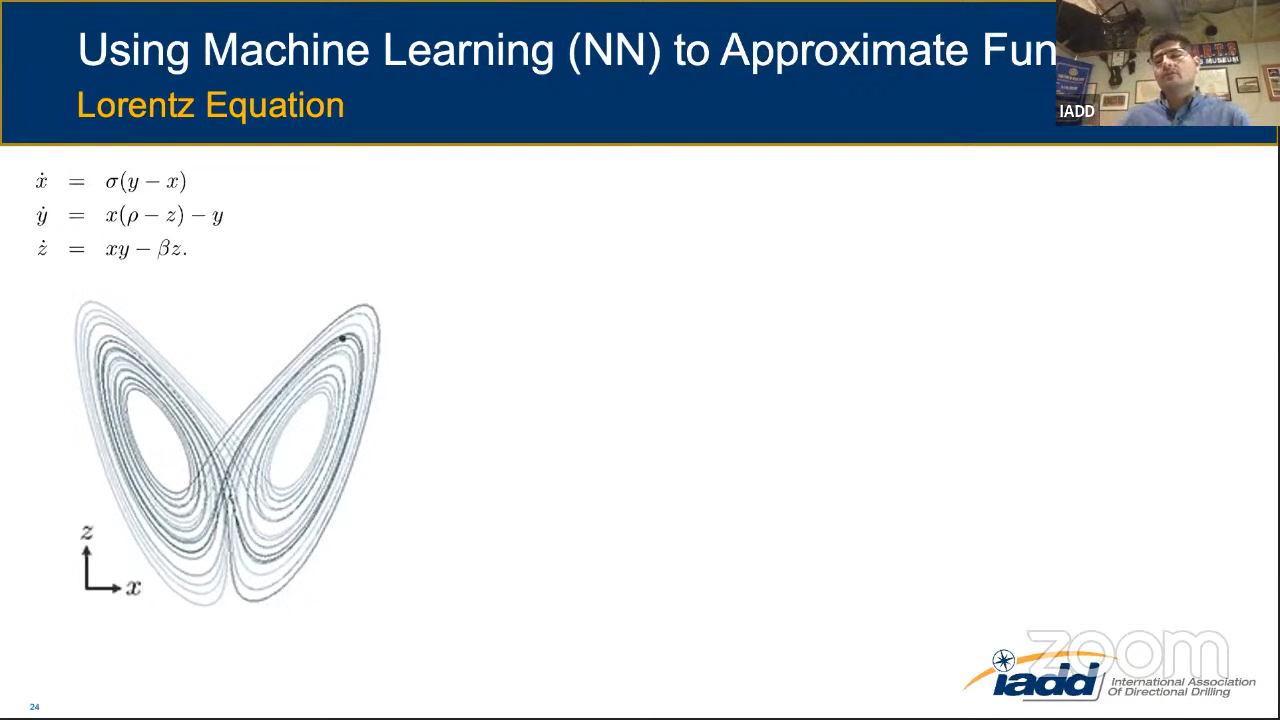 Using Machine Learning (NN) to Approximate Fun
Lorentz Equation
IADD
ẋ = σ(y − x)
ẏ = x(ρ − z) − y
ż = xy − βz.
z
x
zoom
iadd
International Association
Of Directional Drilling
24